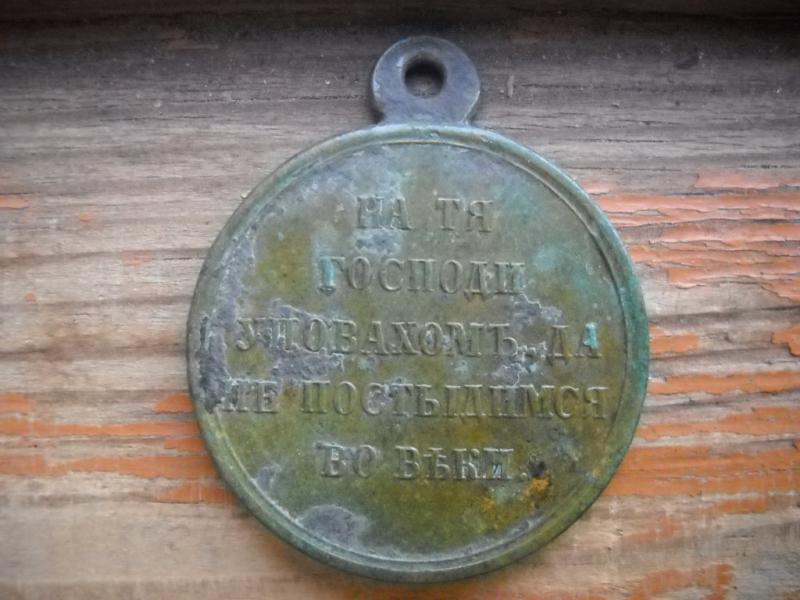 НА ТЯ
ГОСПОДИ
УПОВАХОМЪ, ДА
НЕ ПОСТЫДИМСЯ
ВО ВѢКИ.